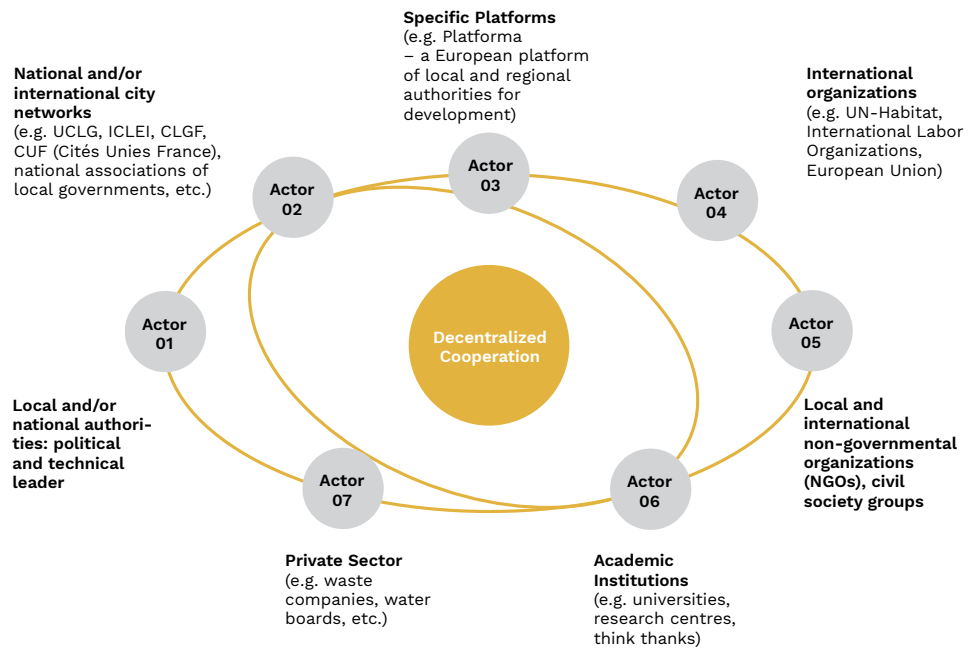 Specific Platforms
(e.g. Platforma
– a European platform
of local and regional
authorities for
development)
National and/or
international city
networks
(e.g. UCLG, ICLEI, CLGF,
CUF (Cités Unies France),
national associations of
local governments, etc.)
International
organizations
(e.g. UN-Habitat,
International Labor
Organizations,
European Union)
Actor
02
Actor
03
Actor
04
Actor
01
Decentralized
Cooperation
Actor
05
Local and/or
national authori-
ties: political
and technical
leader
Local and
international
non-governmental
organizations
(NGOs), civil
society groups
Actor
07
Actor
06
Private Sector
(e.g. waste
companies, water
boards, etc.)
Academic
Institutions
(e.g. universities,
research centres,
think thanks)